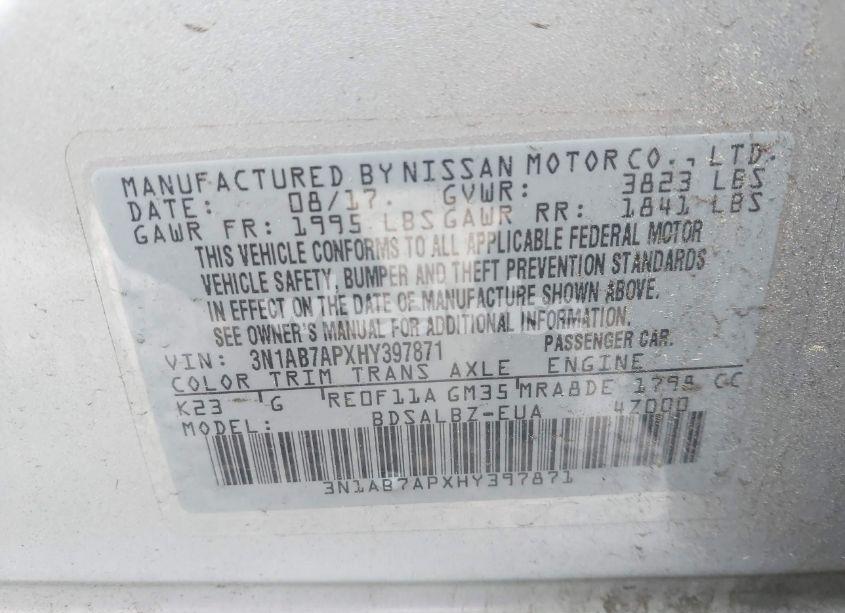 MANUFACTURED BY NISSAN MOTOR CO., LTD.
DATE: 08/17. GVWR: 3823 LBS
GAWR FR: 1995 LBS GAWR RR: 1841 LBS
THIS VEHICLE CONFORMS TO ALL APPLICABLE FEDERAL MOTOR
VEHICLE SAFETY, BUMPER AND THEFT PREVENTION STANDARDS
IN EFFECT ON THE DATE OF MANUFACTURE SHOWN ABOVE.
SEE OWNER'S MANUAL FOR ADDITIONAL INFORMATION.
VIN: 3N1AB7APXHY397871 PASSENGER CAR.
COLOR TRIM TRANS AXLE ENGINE
K23 G RE0F11A GM35 MRA8DE 1798 CC
MODEL: BDSALBZ-EUA 47000
3N1AB7APXHY397871